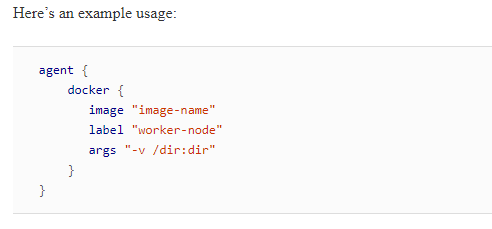 Here's an example usage:
agent {
    docker {
       image "image-name"
       label "worker-node"
       args "-v /dir:dir"
    }
}